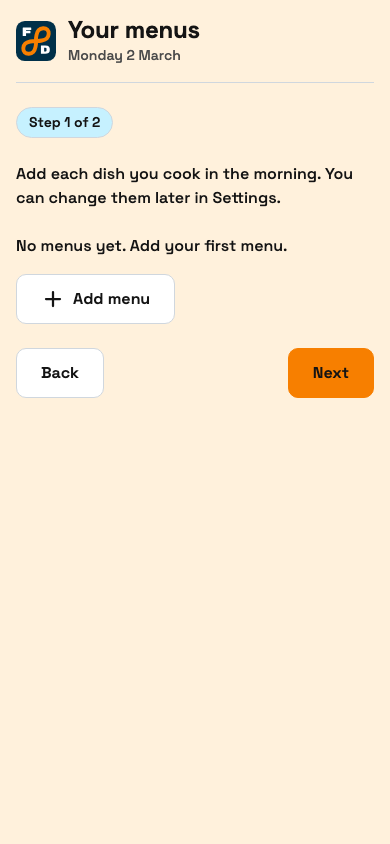 F
D
Your menus
Monday 2 March
Step 1 of 2
Add each dish you cook in the morning. You
can change them later in Settings.
No menus yet. Add your first menu.
Add menu
Back
Next